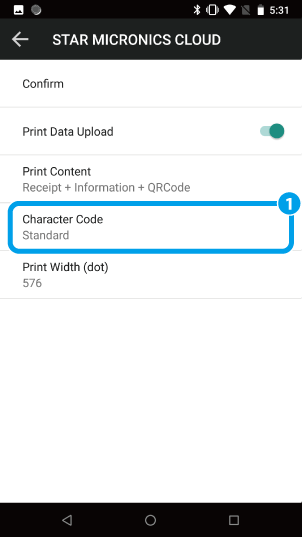 5:31
STAR MICRONICS CLOUD
Confirm
Print Data Upload
Print Content
Receipt + Information + QRCode
1
Character Code
Standard
Print Width (dot)
576